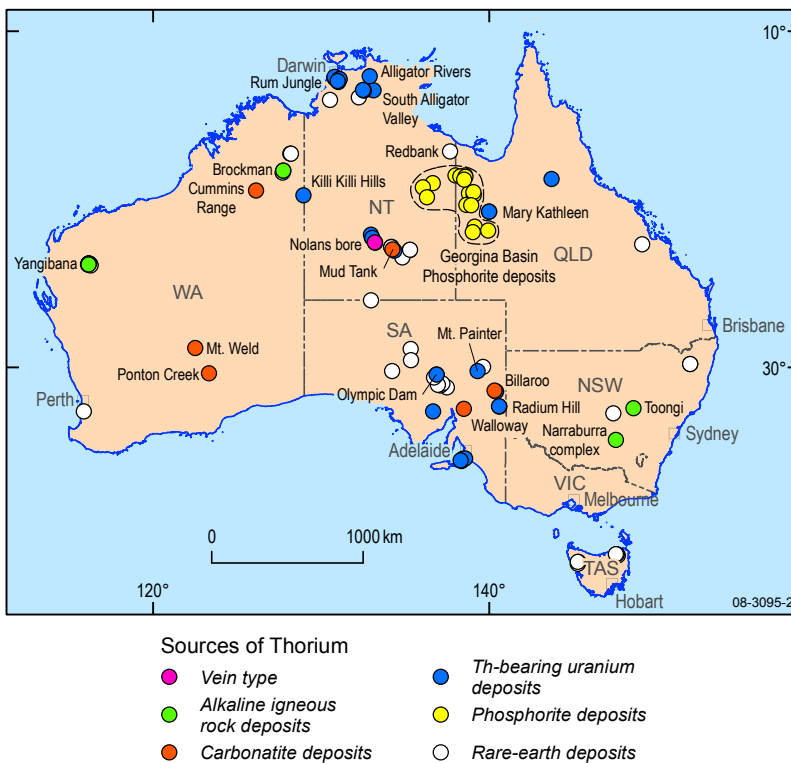 10°
Darwin
Alligator Rivers
Rum Jungle
South Alligator
Valley
Redbank
Brockman
Cummins
Range
Killi Killi Hills
NT
Mary Kathleen
Nolans bore
Mud Tank
Georgina Basin
Phosphorite deposits
QLD
Yangibana
WA
SA
Mt. Painter
Brisbane
Mt. Weld
Ponton Creek
30°
Billaroo
NSW
Olympic Dam
Radium Hill
Toongi
Perth
Walloway
Narraburra
complex
Sydney
Adelaide
VIC
Melbourne
0
1000 km
TAS
Hobart
08-3095-2
120°
140°
Sources of Thorium
Vein type
Alkaline igneous
rock deposits
Carbonatite deposits
Th-bearing uranium
deposits
Phosphorite deposits
Rare-earth deposits